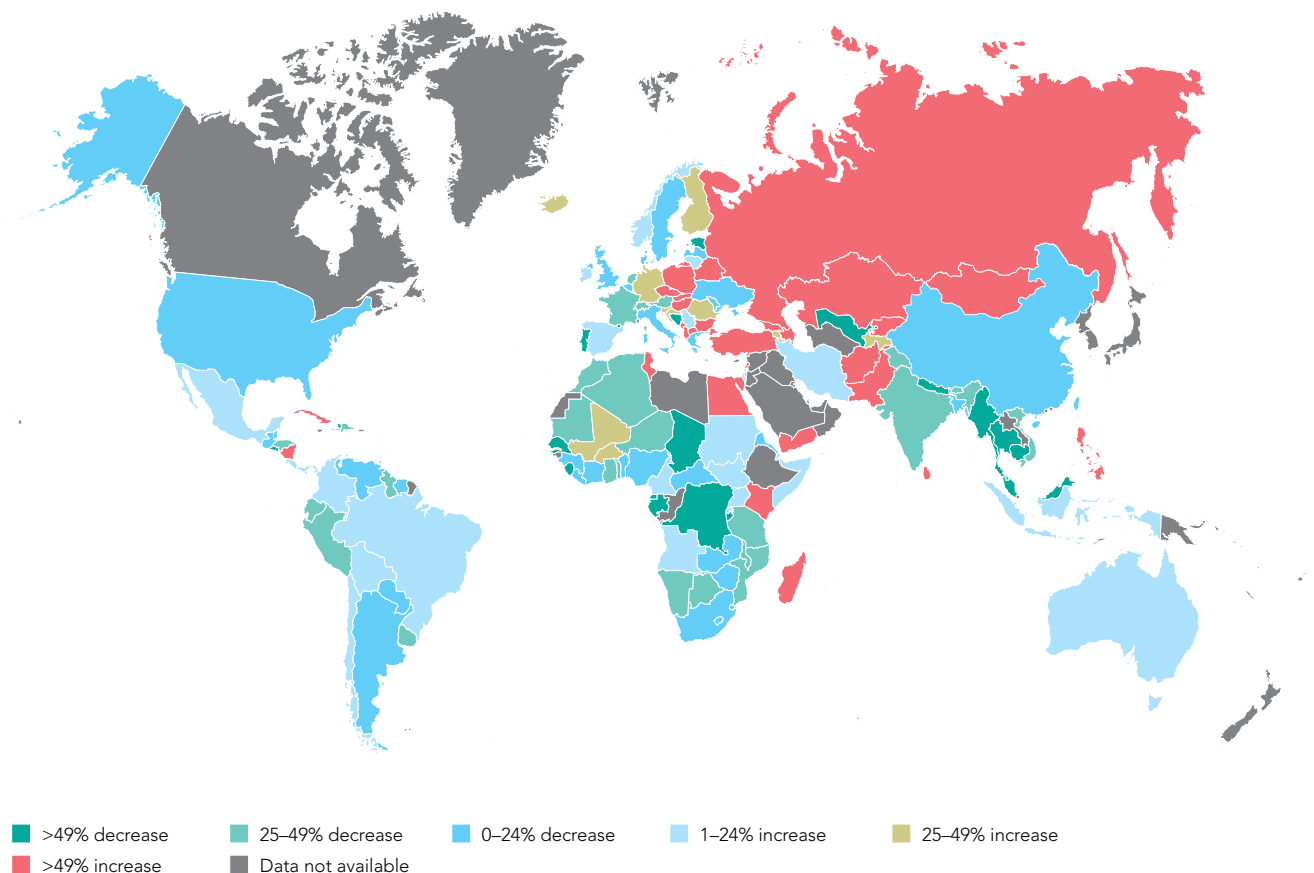 >49% decrease 25–49% decrease 0–24% decrease 1–24% increase 25–49% increase
>49% increase Data not available